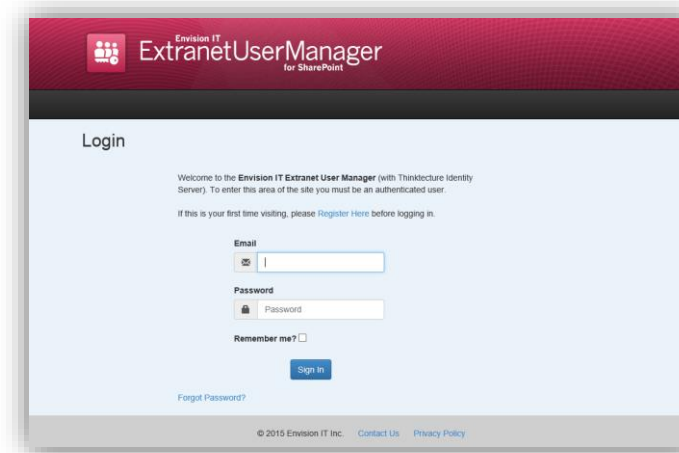 Envision IT
ExtranetUserManager
for SharePoint
Login
Welcome to the Envision IT Extranet User Manager (with Thinktecture Identity
Server). To enter this area of the site you must be an authenticated user.
If this is your first time visiting, please Register Here before logging in.
Email
Password
Password
Remember me?
Sign In
Forgot Password?
© 2015 Envision IT Inc. Contact Us Privacy Policy